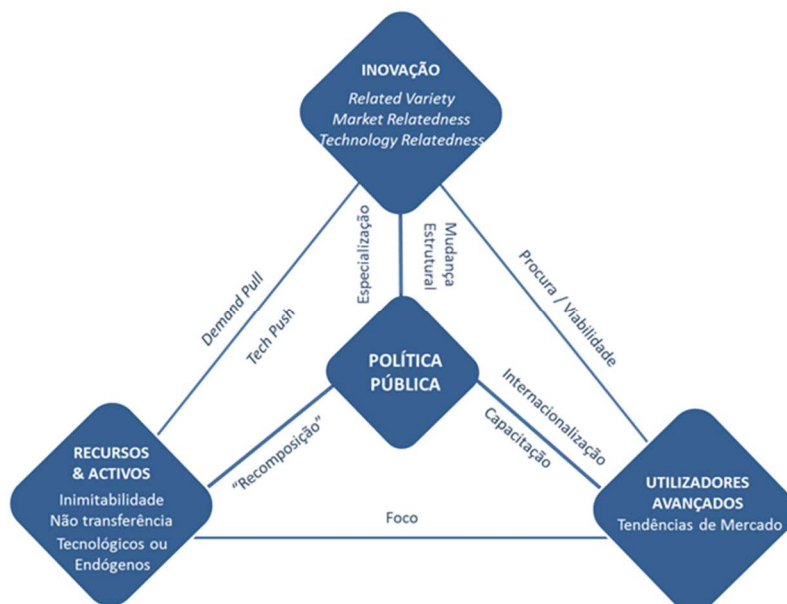 INOVAÇÃO
Related Variety
Market Relatedness
Technology Relatedness
Especialização
Mudança
Estrutural
Procura / Viabilidade
Demand Pull
Tech Push
POLÍTICA
PÚBLICA
Internacionalização
Capacitação
"Recomposição"
RECURSOS
& ACTIVOS
Inimitabilidade
Não transferência
Tecnológicos ou
Endógenos
Foco
UTILIZADORES
AVANÇADOS
Tendências de Mercado